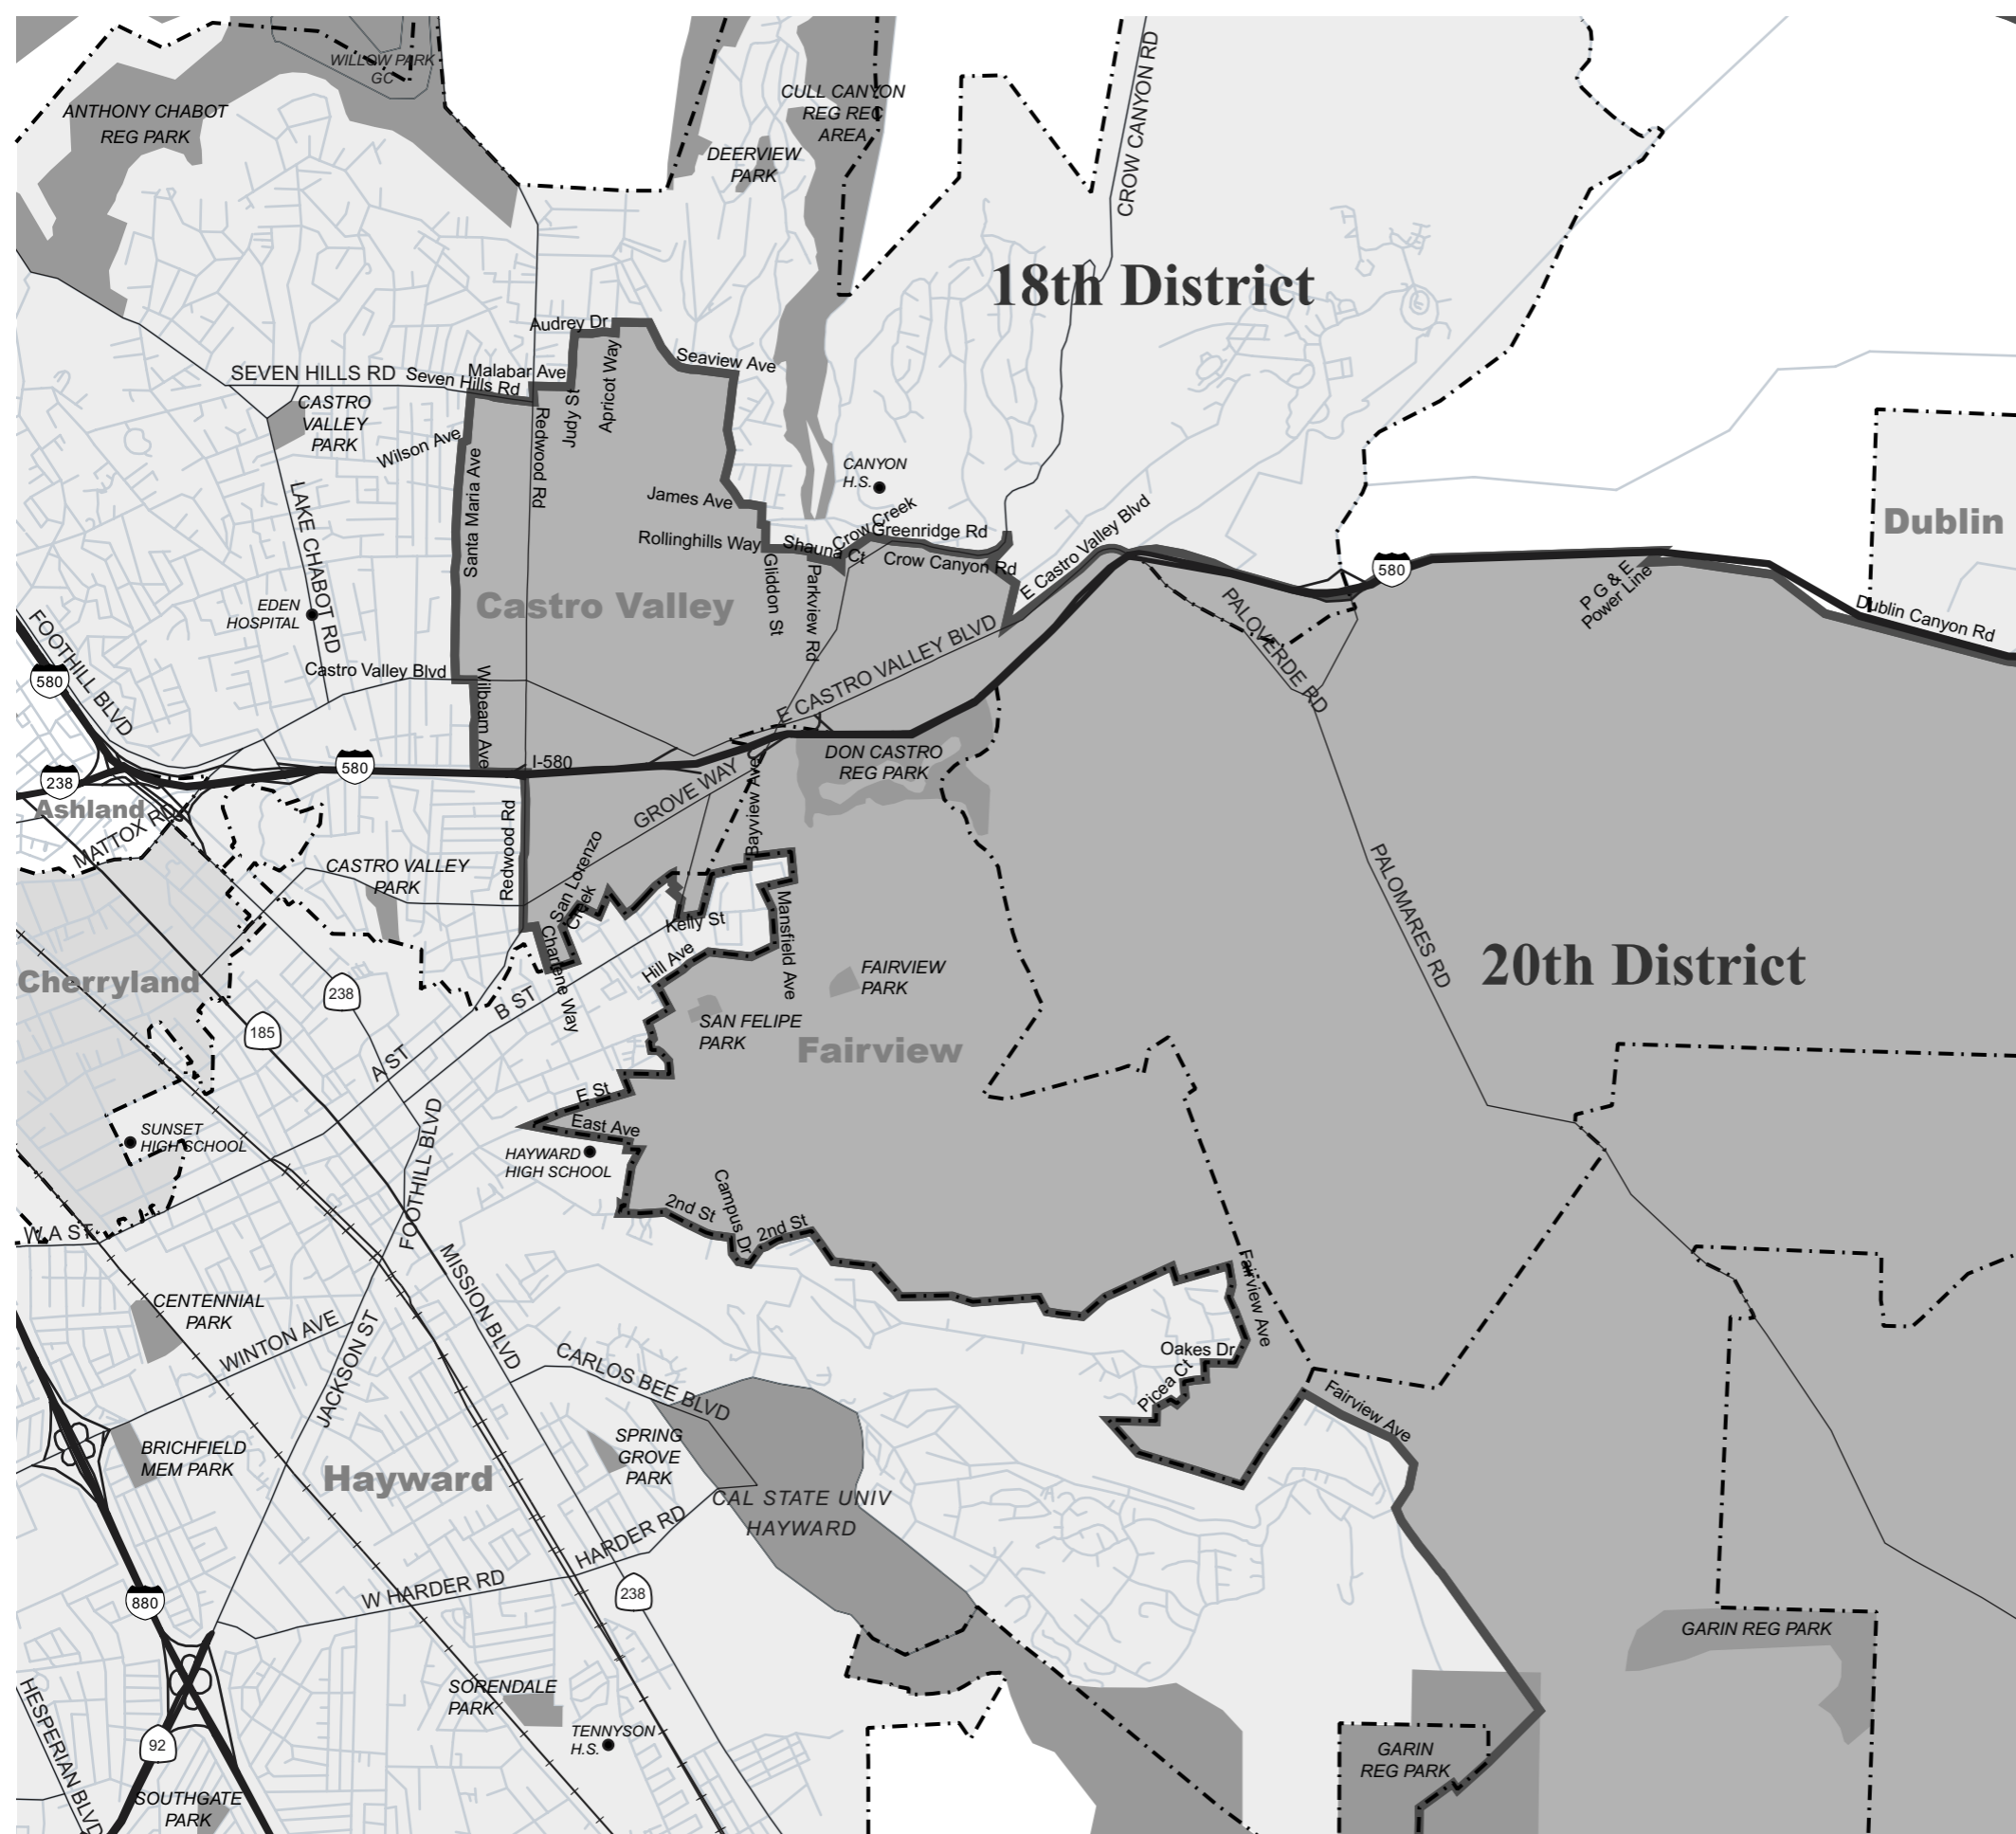 WILLOW PARK
GC
ANTHONY CHABOT
REG PARK
CULL CANYON
REG REC
AREA
DEERVIEW
PARK
CROW CANYON RD
18th District
Audrey Dr
Seaview Ave
Apricot Way
Malabar Ave
SEVEN HILLS RD
Seven Hills Rd
Judy St
Redwood Rd
CASTRO
VALLEY
PARK
Wilson Ave
Santa Maria Ave
LAKE CHABOT RD
CANYON
H.S.
James Ave
Crow Creek
Greenridge Rd
Rollinghills Way
Shauna Ct
Crow Canyon Rd
E Castro Valley Blvd
Dublin
580
P G & E
Power Line
Dublin Canyon Rd
Gliddon St
Parkview Rd
Castro Valley
EDEN
HOSPITAL
PALOVERDE RD
FOOTHILL BLVD
580
Castro Valley Blvd
Wilbeam Ave
E CASTRO VALLEY BLVD
238
580
I-580
DON CASTRO
REG PARK
Ashland
MATTOX RD
GROVE WAY
Bayview Ave
Redwood Rd
San Lorenzo
Creek
CASTRO VALLEY
PARK
PALOMARES RD
Kelly St
Mansfield Ave
Hill Ave
Charlene Way
Cherryland
238
185
B ST
A ST
FAIRVIEW
PARK
20th District
SAN FELIPE
PARK
Fairview
E St
East Ave
SUNSET
HIGH SCHOOL
HAYWARD
HIGH SCHOOL
FOOTHILL BLVD
Campus Dr
2nd St
2nd St
W A ST
MISSION BLVD
Fairview Ave
CENTENNIAL
PARK
WINTON AVE
JACKSON ST
CARLOS BEE BLVD
Oakes Dr
Picea Ct
Fairview Ave
BRICHFIELD
MEM PARK
Hayward
SPRING
GROVE
PARK
CAL STATE UNIV
HAYWARD
HARDER RD
W HARDER RD
880
238
GARIN REG PARK
HESPERIAN BLVD
SORENDALE
PARK
TENNYSON
H.S.
92
GARIN
REG PARK
SOUTHGATE
PARK